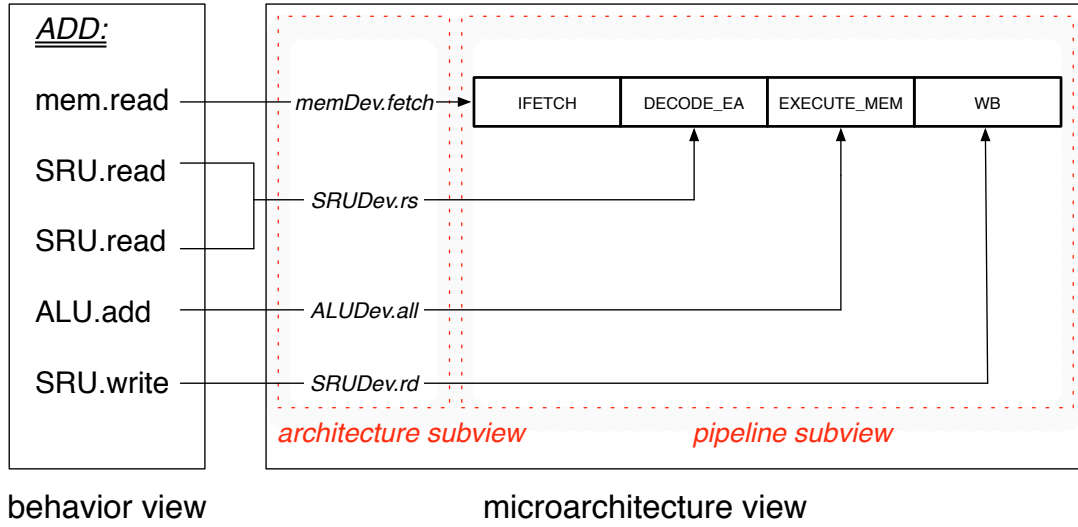 ADD:
mem.read
memDev.fetch
IFETCH
DECODE_EA
EXECUTE_MEM
WB
SRU.read
SRUDev.rs
SRU.read
ALU.add
ALUDev.all
SRU.write
SRUDev.rd
architecture subview
pipeline subview
behavior view
microarchitecture view